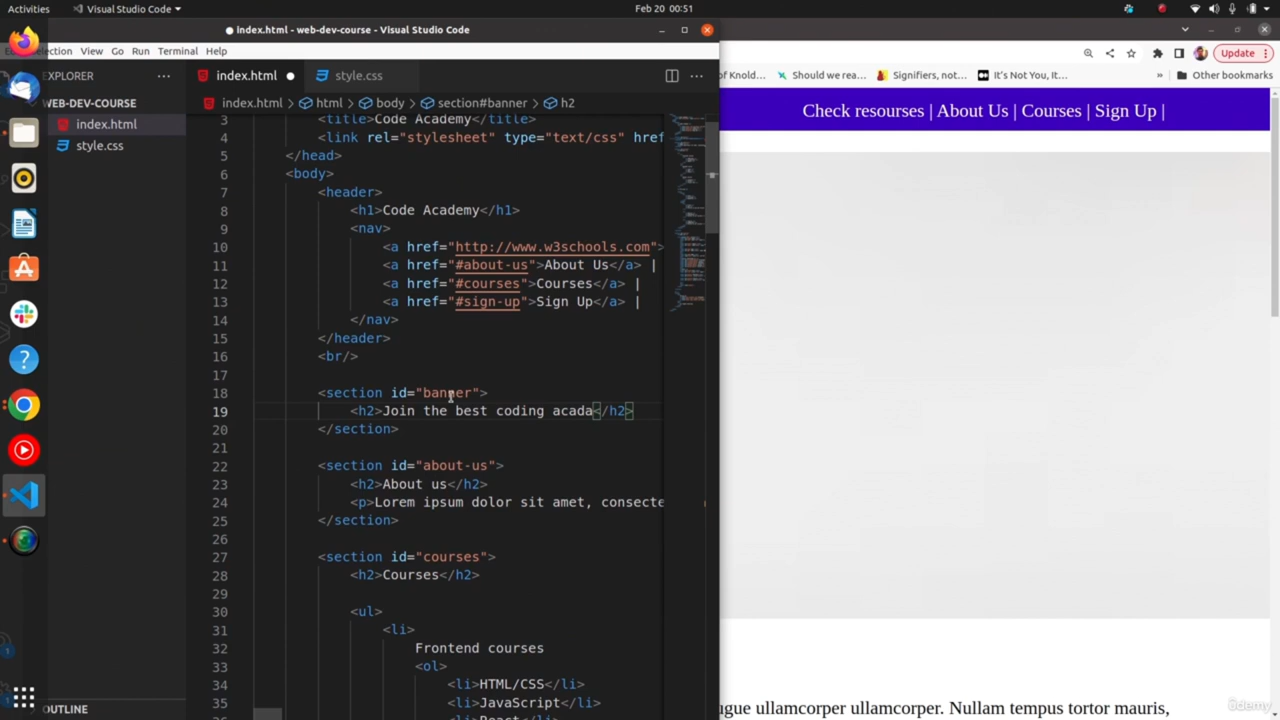 Activities
Visual Studio Code
Feb 20 00:51
index.html - web-dev-course - Visual Studio Code
Selection View Go Run Terminal Help
Update
EXPLORER
index.html
style.css
of Knold...
Should we rea...
Signifiers, not...
It's Not You, It...
»
Other bookmarks
WEB-DEV-COURSE
index.html
style.css
index.html > html > body > section#banner > h2
3 <title>Code Academy</title>
4 <link rel="stylesheet" type="text/css" href
5 </head>
6 <body>
7 <header>
8 <h1>Code Academy</h1>
9 <nav>
10 <a href="http://www.w3schools.com">
11 <a href="#about-us">About Us</a> |
12 <a href="#courses">Courses</a> |
13 <a href="#sign-up">Sign Up</a> |
14 </nav>
15 </header>
16 <br/>
17
18 <section id="banner">
19 <h2>Join the best coding acada</h2>
20 </section>
21
22 <section id="about-us">
23 <h2>About us</h2>
24 <p>Lorem ipsum dolor sit amet, consecte
25 </section>
26
27 <section id="courses">
28 <h2>Courses</h2>
29
30 <ul>
31 <li>
32 Frontend courses
33 <ol>
34 <li>HTML/CSS</li>
35 <li>JavaScript</li>
OUTLINE
Check resourses | About Us | Courses | Sign Up |
ugue ullamcorper ullamcorper. Nullam tempus tortor mauris,
ûdemy